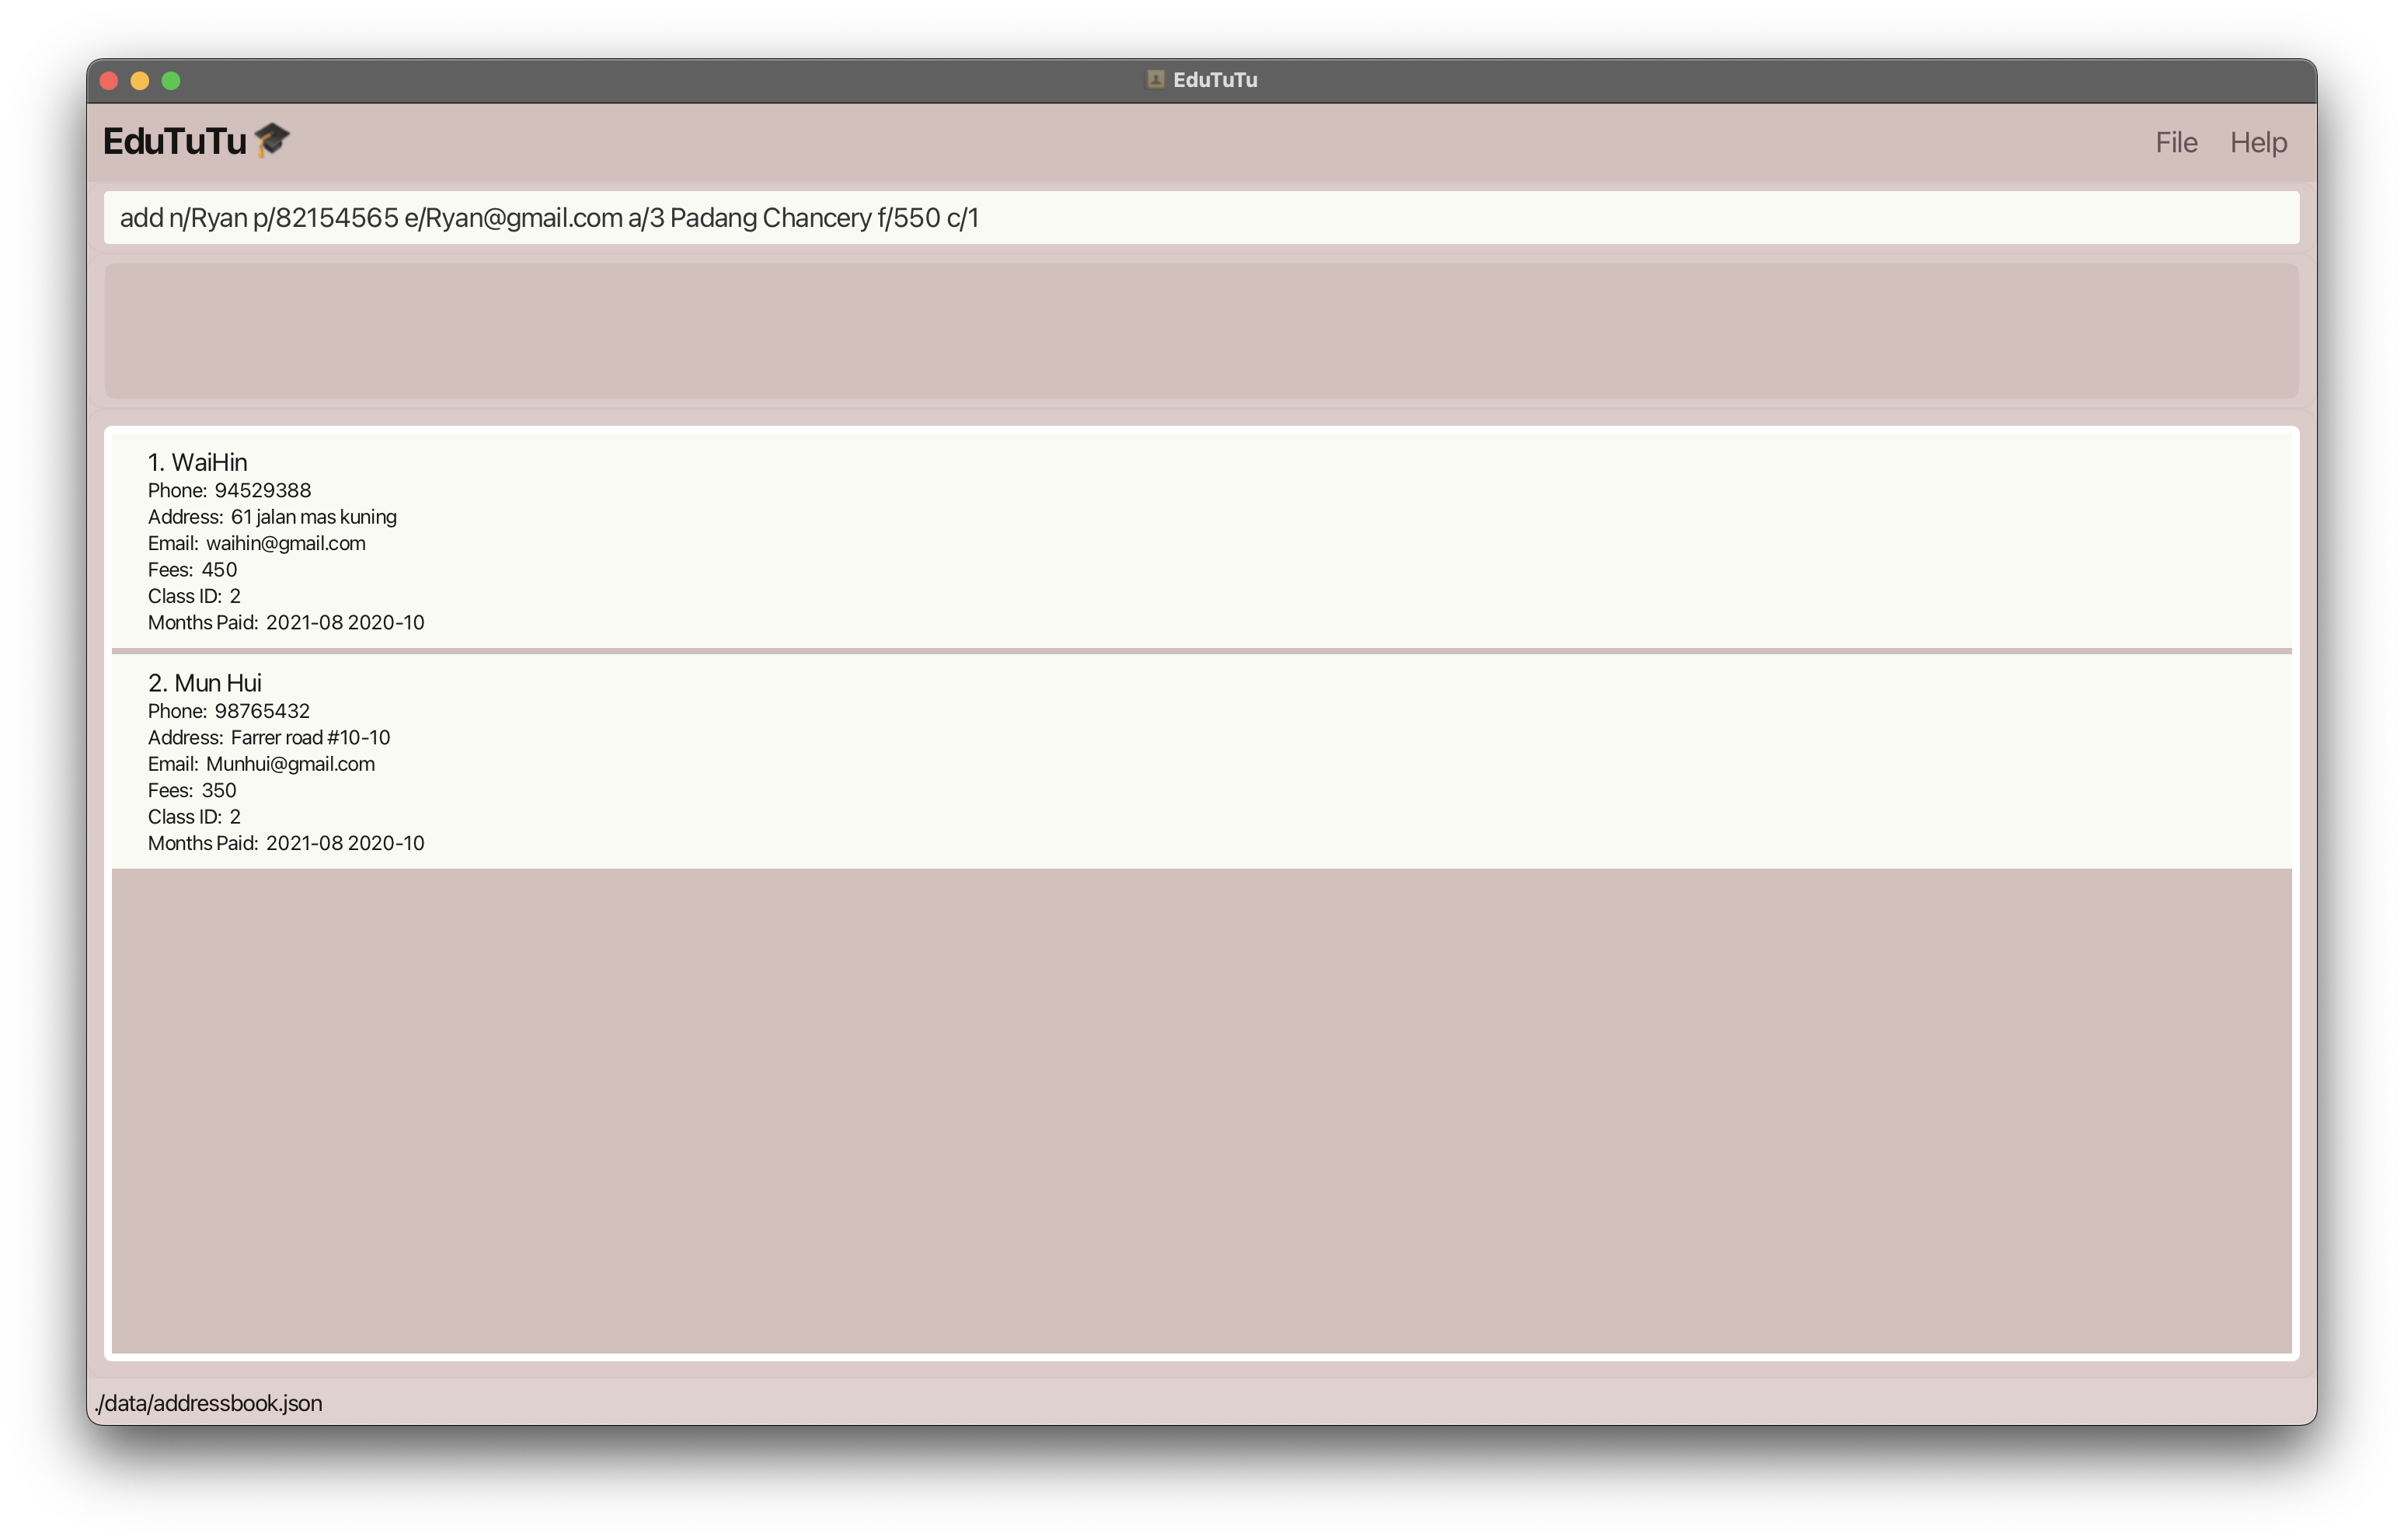 EduTuTu
EduTuTu
File Help
add n/Ryan p/82154565 e/Ryan@gmail.com a/3 Padang Chancery f/550 c/1
1. WaiHin
Phone: 94529388
Address: 61 jalan mas kuning
Email: waihin@gmail.com
Fees: 450
Class ID: 2
Months Paid: 2021-08 2020-10
2. Mun Hui
Phone: 98765432
Address: Farrer road #10-10
Email: Munhui@gmail.com
Fees: 350
Class ID: 2
Months Paid: 2021-08 2020-10
./data/addressbook.json